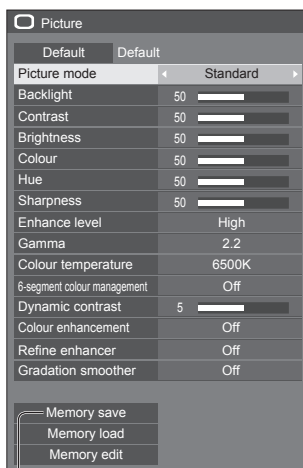 Picture
Default Default
Picture mode Standard
Backlight 50
Contrast 50
Brightness 50
Colour 50
Hue 50
Sharpness 50
Enhance level High
Gamma 2.2
Colour temperature 6500K
6-segment colour management Off
Dynamic contrast 5
Colour enhancement Off
Refine enhancer Off
Gradation smoother Off
Memory save
Memory load
Memory edit